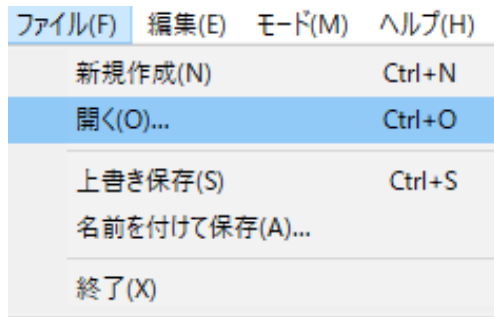 ファイル(F) 編集(E) モード(M) ヘルプ(H)
新規作成(N) Ctrl+N
開く(O)... Ctrl+O
上書き保存(S) Ctrl+S
名前を付けて保存(A)...
終了(X)